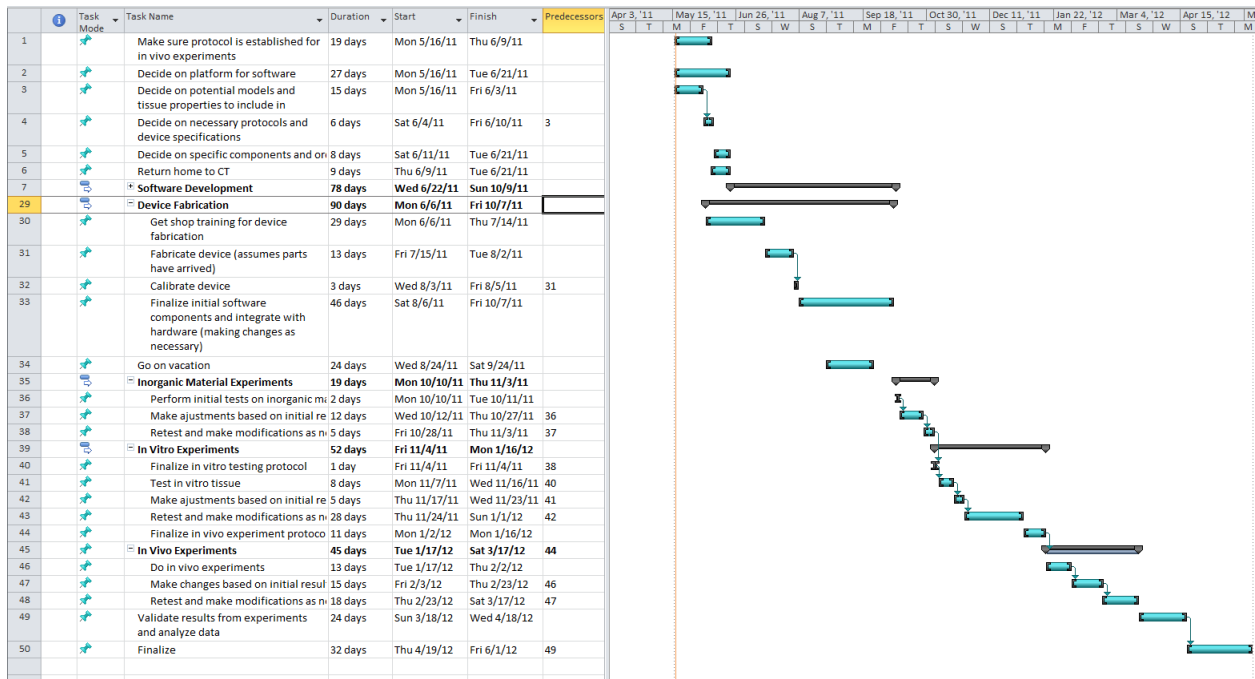 Task Mode Task Name Duration Start Finish Predecessors Apr 3, '11 May 15, '11 Jun 26, '11 Aug 7, '11 Sep 18, '11 Oct 30, '11 Dec 11, '11 Jan 22, '12 Mar 4, '12 Apr 15, '12 M
S T M F T S W M F T S W S T M F T S W S T M
1 Make sure protocol is established for 19 days Mon 5/16/11 Thu 6/9/11
in vivo experiments
2 Decide on platform for software 27 days Mon 5/16/11 Tue 6/21/11
3 Decide on potential models and 15 days Mon 5/16/11 Fri 6/3/11
tissue properties to include in
4 Decide on necessary protocols and 6 days Sat 6/4/11 Fri 6/10/11 3
device specifications
5 Decide on specific components and or 8 days Sat 6/11/11 Tue 6/21/11
6 Return home to CT 9 days Thu 6/9/11 Tue 6/21/11
7 Software Development 78 days Wed 6/22/11 Sun 10/9/11
29 Device Fabrication 90 days Mon 6/6/11 Fri 10/7/11
30 Get shop training for device 29 days Mon 6/6/11 Thu 7/14/11
fabrication
31 Fabricate device (assumes parts 13 days Fri 7/15/11 Tue 8/2/11
have arrived)
32 Calibrate device 3 days Wed 8/3/11 Fri 8/5/11 31
33 Finalize initial software 46 days Sat 8/6/11 Fri 10/7/11
components and integrate with
hardware (making changes as
necessary)
34 Go on vacation 24 days Wed 8/24/11 Sat 9/24/11
35 Inorganic Material Experiments 19 days Mon 10/10/11 Thu 11/3/11
36 Perform initial tests on inorganic ma 2 days Mon 10/10/11 Tue 10/11/11
37 Make ajustments based on initial re 12 days Wed 10/12/11 Thu 10/27/11 36
38 Retest and make modifications as n 5 days Fri 10/28/11 Thu 11/3/11 37
39 In Vitro Experiments 52 days Fri 11/4/11 Mon 1/16/12
40 Finalize in vitro testing protocol 1 day Fri 11/4/11 Fri 11/4/11 38
41 Test in vitro tissue 8 days Mon 11/7/11 Wed 11/16/11 40
42 Make ajustments based on initial re 5 days Thu 11/17/11 Wed 11/23/11 41
43 Retest and make modifications as n 28 days Thu 11/24/11 Sun 1/1/12 42
44 Finalize in vivo experiment protoco 11 days Mon 1/2/12 Mon 1/16/12
45 In Vivo Experiments 45 days Tue 1/17/12 Sat 3/17/12 44
46 Do in vivo experiments 13 days Tue 1/17/12 Thu 2/2/12
47 Make changes based on initial resul 15 days Fri 2/3/12 Thu 2/23/12 46
48 Retest and make modifications as n 18 days Thu 2/23/12 Sat 3/17/12 47
49 Validate results from experiments 24 days Sun 3/18/12 Wed 4/18/12
and analyze data
50 Finalize 32 days Thu 4/19/12 Fri 6/1/12 49